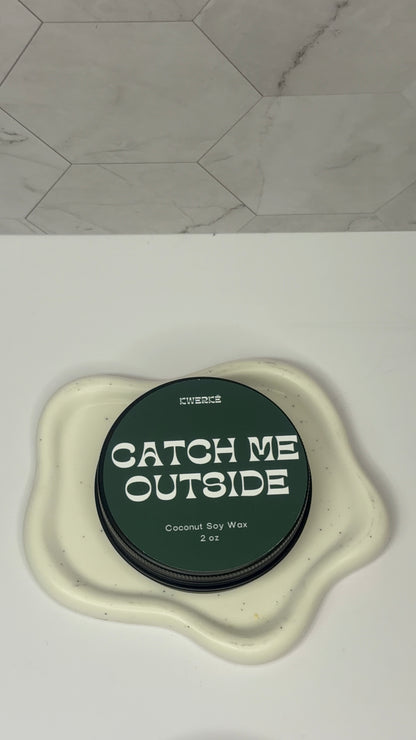 KWERKÉ
CATCH ME
OUTSIDE
Coconut Soy Wax
2 oz